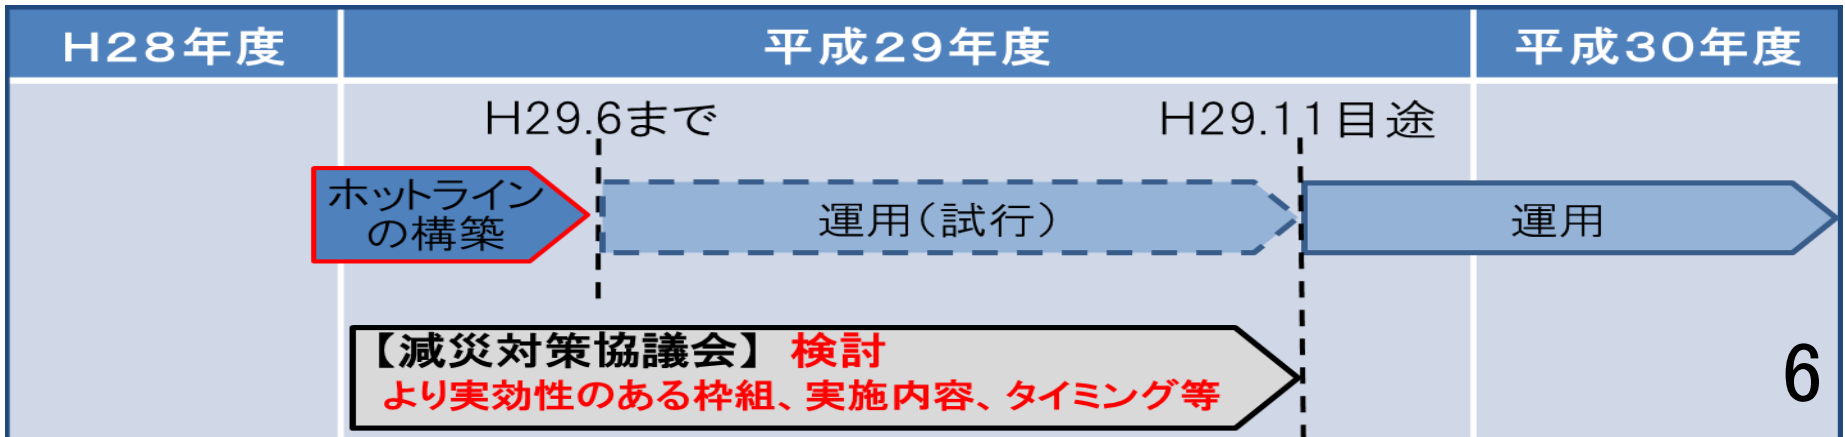 H28年度
平成29年度
平成30年度
H29.6まで
H29.11目途
ホットライン
の構築
運用(試行)
運用
【減災対策協議会】 検討
より実効性のある枠組、実施内容、タイミング等
6